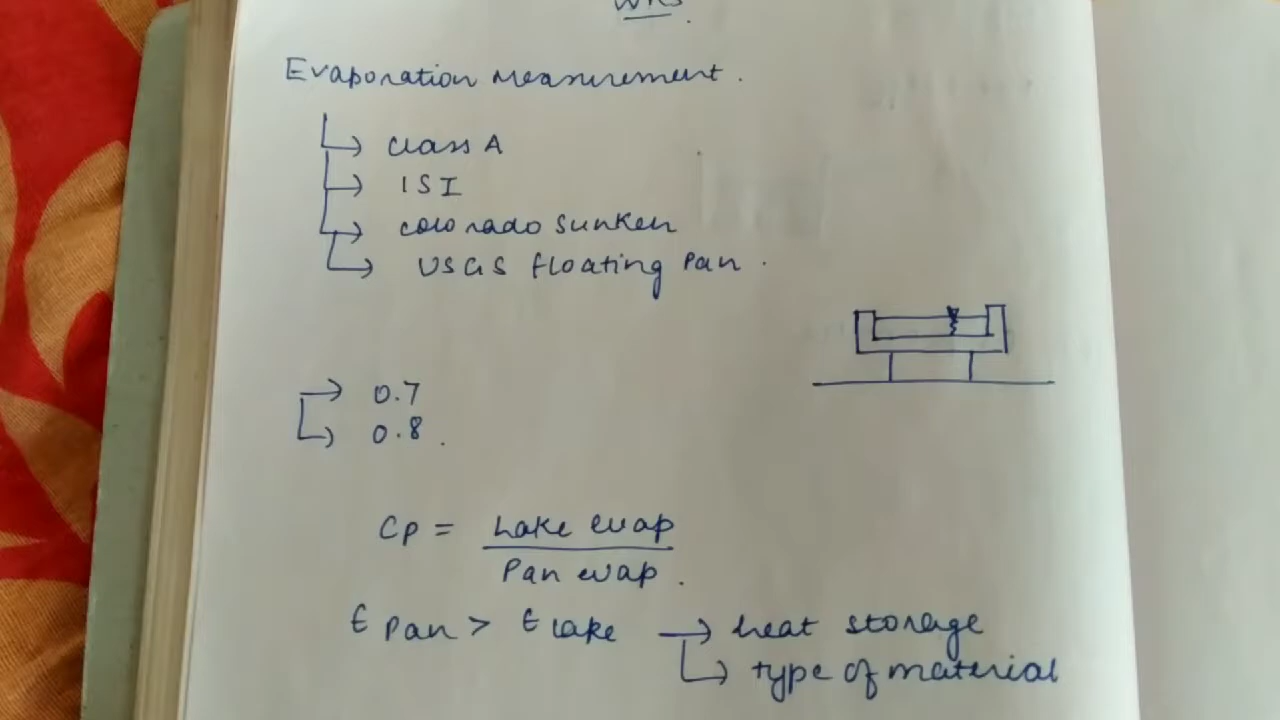 WRS.
Evaporation Measurement.
→ class A
→ ISI
→ colorado sunken
→ USGS floating Pan.
→ 0.7
→ 0.8.
Cp = Lake evap / Pan evap.
E Pan > E Lake → heat storage
→ type of material